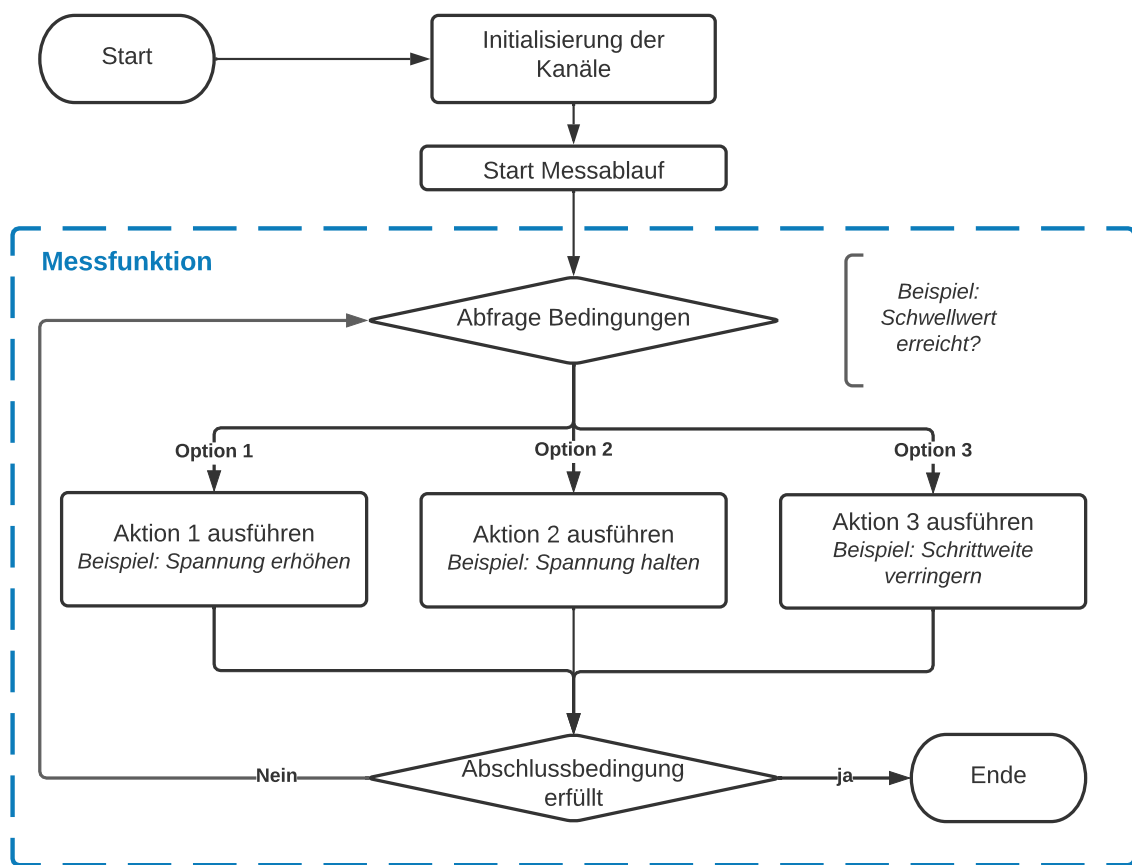 Start
Initialisierung der
Kanäle
Start Messablauf
Messfunktion
Abfrage Bedingungen
Beispiel:
Schwellwert
erreicht?
Option 1
Option 2
Option 3
Aktion 1 ausführen
Beispiel: Spannung erhöhen
Aktion 2 ausführen
Beispiel: Spannung halten
Aktion 3 ausführen
Beispiel: Schrittweite
verringern
Nein
Abschlussbedingung
erfüllt
ja
Ende